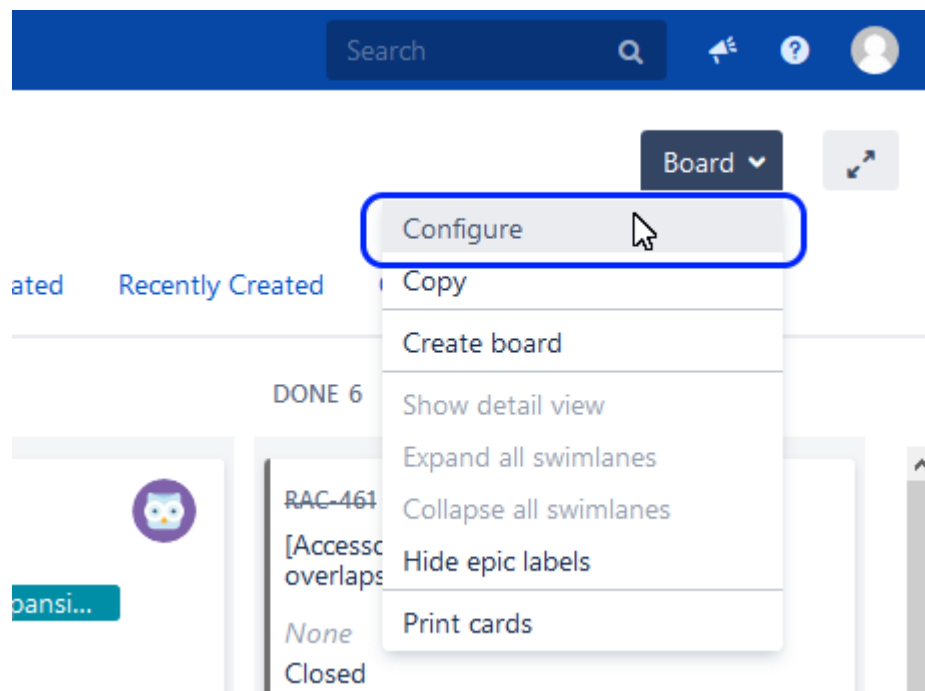 Search
Board
Configure
ated Recently Created
Copy
Create board
DONE 6
Show detail view
Expand all swimlanes
RAC-461
Collapse all swimlanes
[Accesso
overlaps
Hide epic labels
pansi...
None
Print cards
Closed